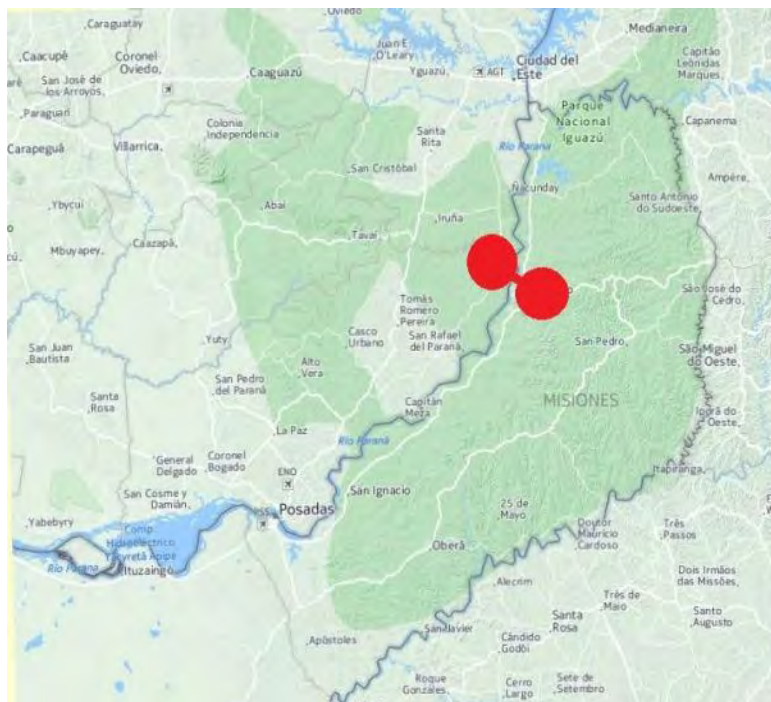 Caraguatay
Oviedo
Juan E
O'Leary
Medianeira
Caacupé
Coronel
Oviedo,
Ciudad del
Este
Capitão
Leônidas
Marques,
San José de
los Arroyos,
Caaguazú
Yguazú,
AGT
Paraguari
Colonia
Independencia
Santa
Rita
Parque
Nacional
Iguazú
Capanema
Carapeguá
Villarrica,
Río Paraná
San Cristóbal
Ñacunday
Ampére,
Ybycuí
Abaí
Iruña
Santo Antônio
do Sudoeste
Mbuyapey,
Caazapá,
Tavaí
São José do
Cedro,
Tomás
Romero
Pereira
San Juan
Bautista
Yuty
Casco
Urbano
San Rafael
del Paraná
San Pedro,
São Miguel
do Oeste,
Alto
Vera
Santa
Rosa
San Pedro
del Paraná
Capitán
Meza
MISIONES
Iporã do
Oeste,
La Paz
Río Paraná
General
Delgado
Coronel
Bogado
ENO
Itapiranga,
San Cosme y
Damián,
San Ignacio
Posadas
25 de
Mayo
Yabebyry
Comp
Hidroeléctrico
Yacyretá Apipé
Doutor
Maurício
Cardoso
Três
Passos
Río Paraná
Ituzaingó
Oberá
Alecrim
Dois Irmãos
das Missões,
Três de
Maio
Santa
Rosa
Santo
Augusto
Apóstoles
San Javier
Cândido
Godói
Roque
Gonzales,
Cerro
Largo
Sete de
Setembro